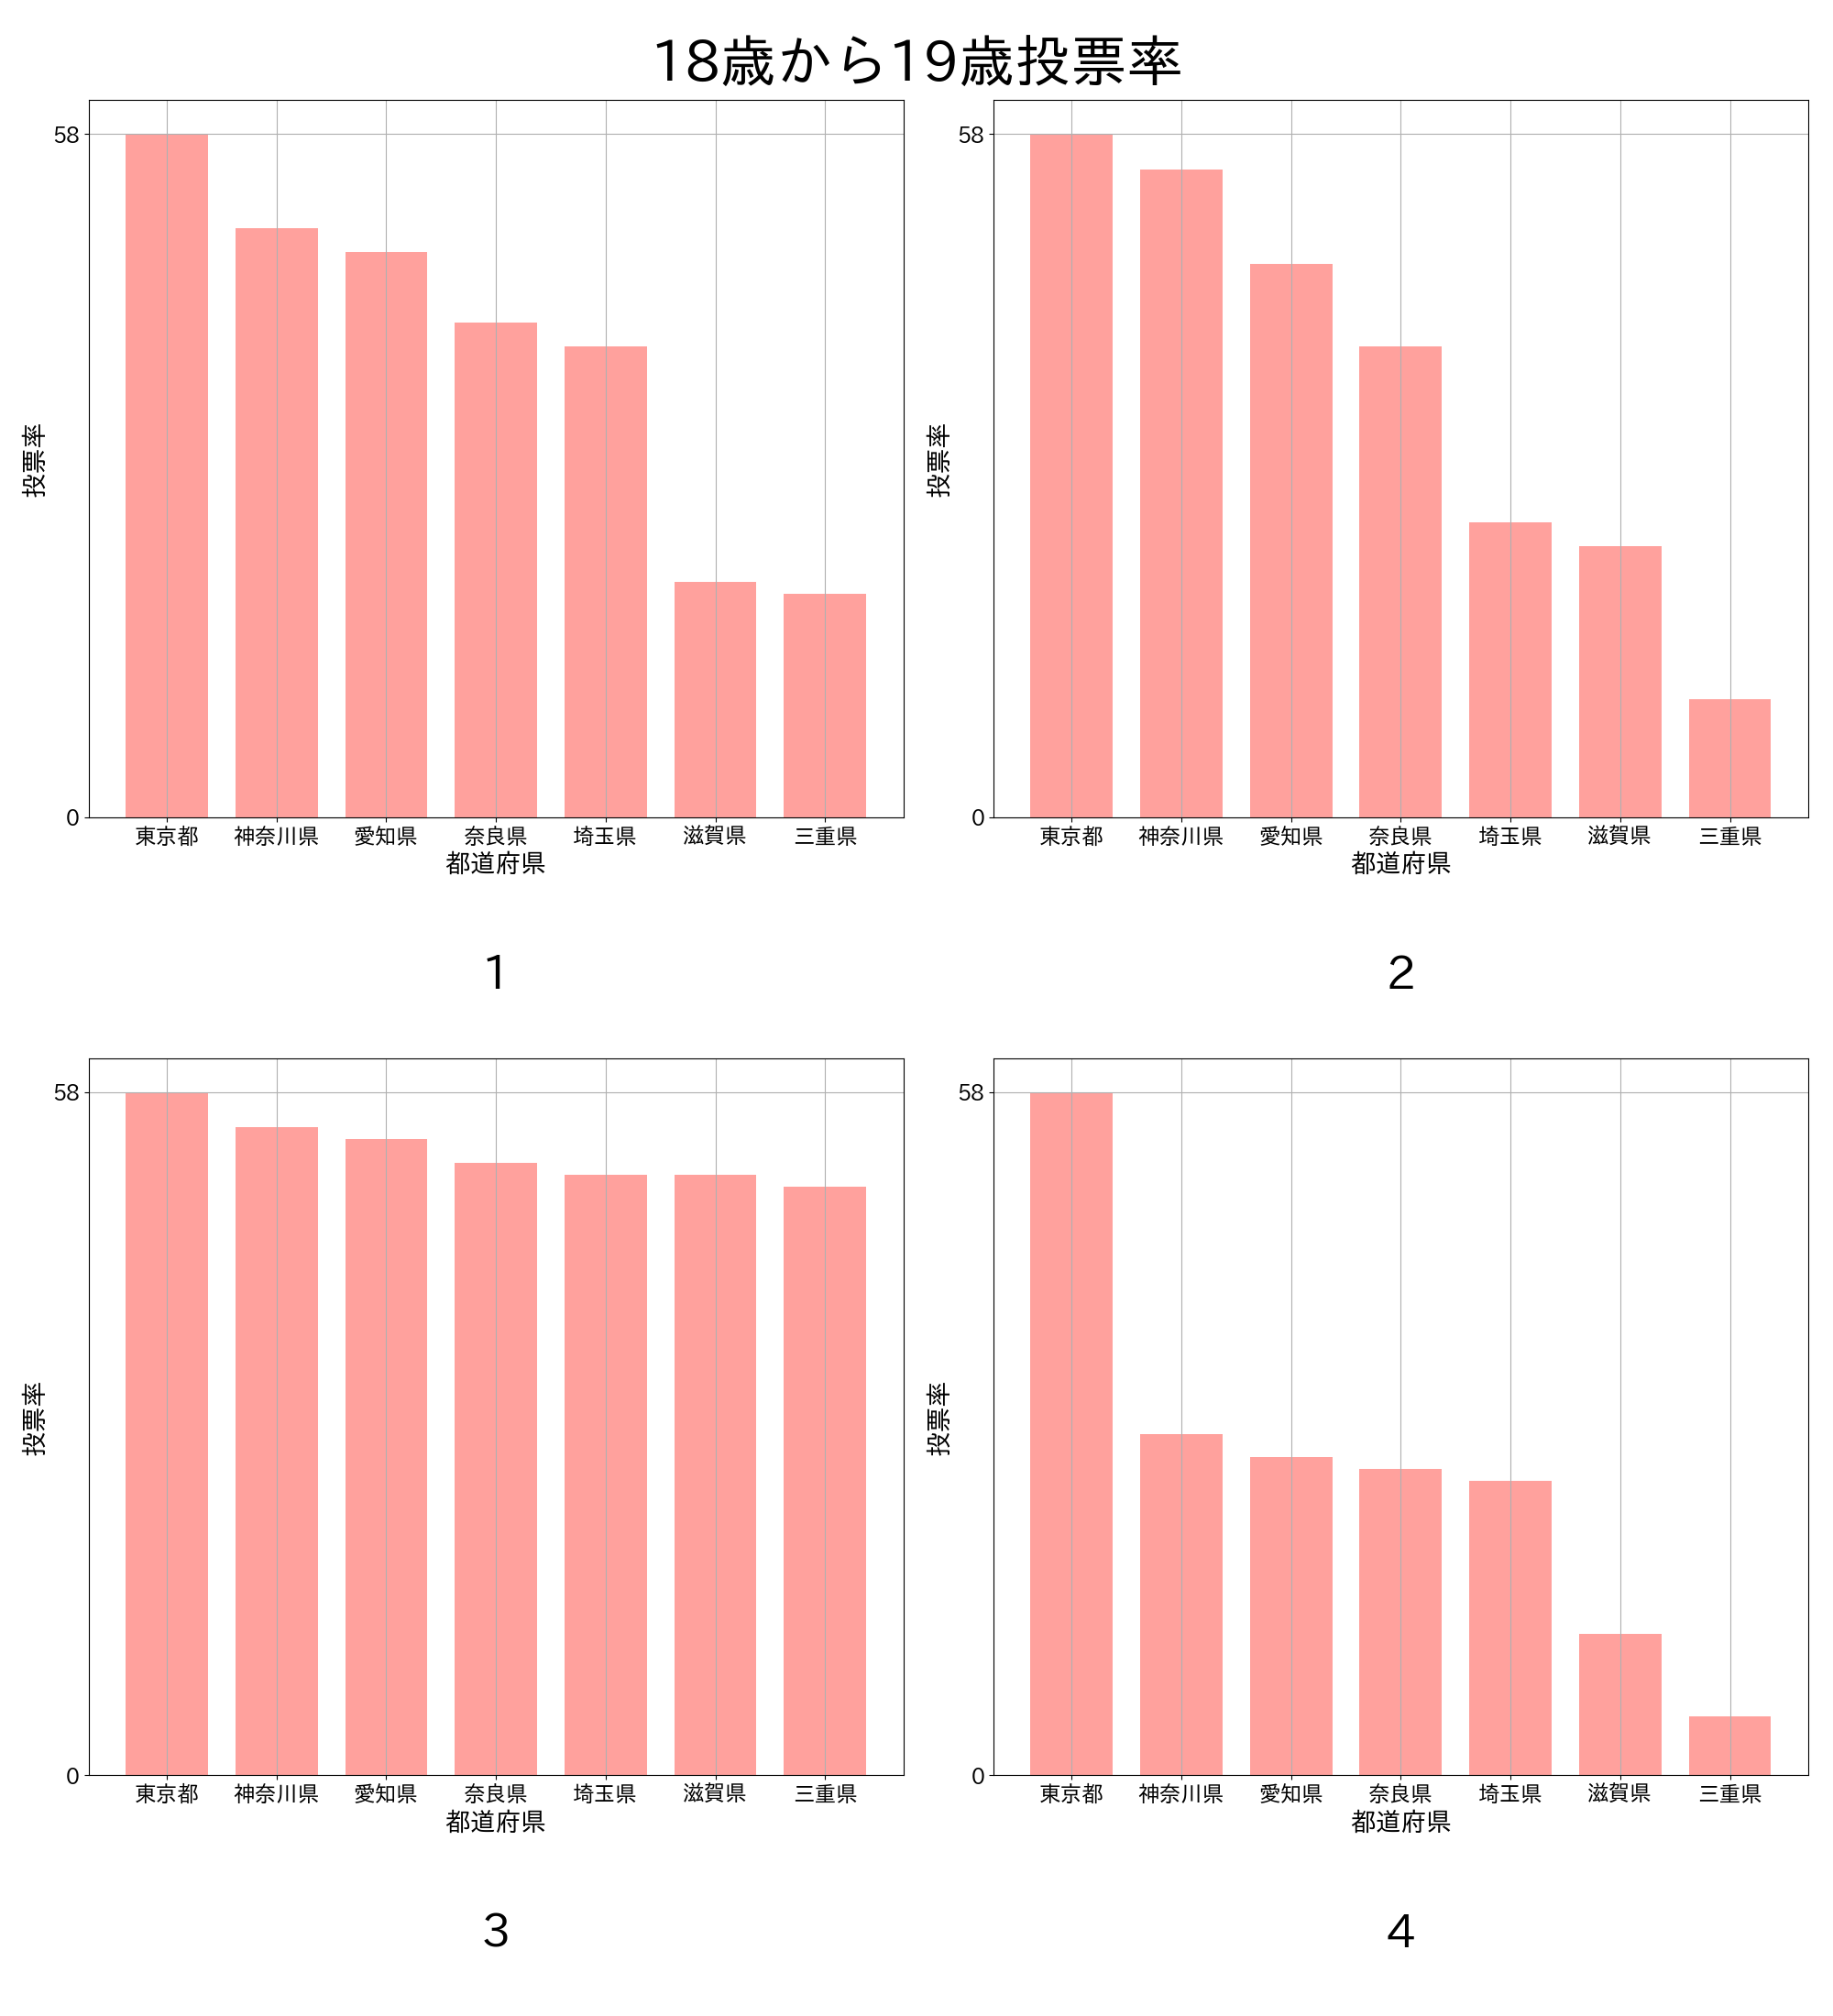 18歳から19歳投票率
58
0
投票率
東京都 神奈川県 愛知県 奈良県 埼玉県 滋賀県 三重県
都道府県
1
58
0
投票率
東京都 神奈川県 愛知県 奈良県 埼玉県 滋賀県 三重県
都道府県
2
58
0
投票率
東京都 神奈川県 愛知県 奈良県 埼玉県 滋賀県 三重県
都道府県
3
58
0
投票率
東京都 神奈川県 愛知県 奈良県 埼玉県 滋賀県 三重県
都道府県
4